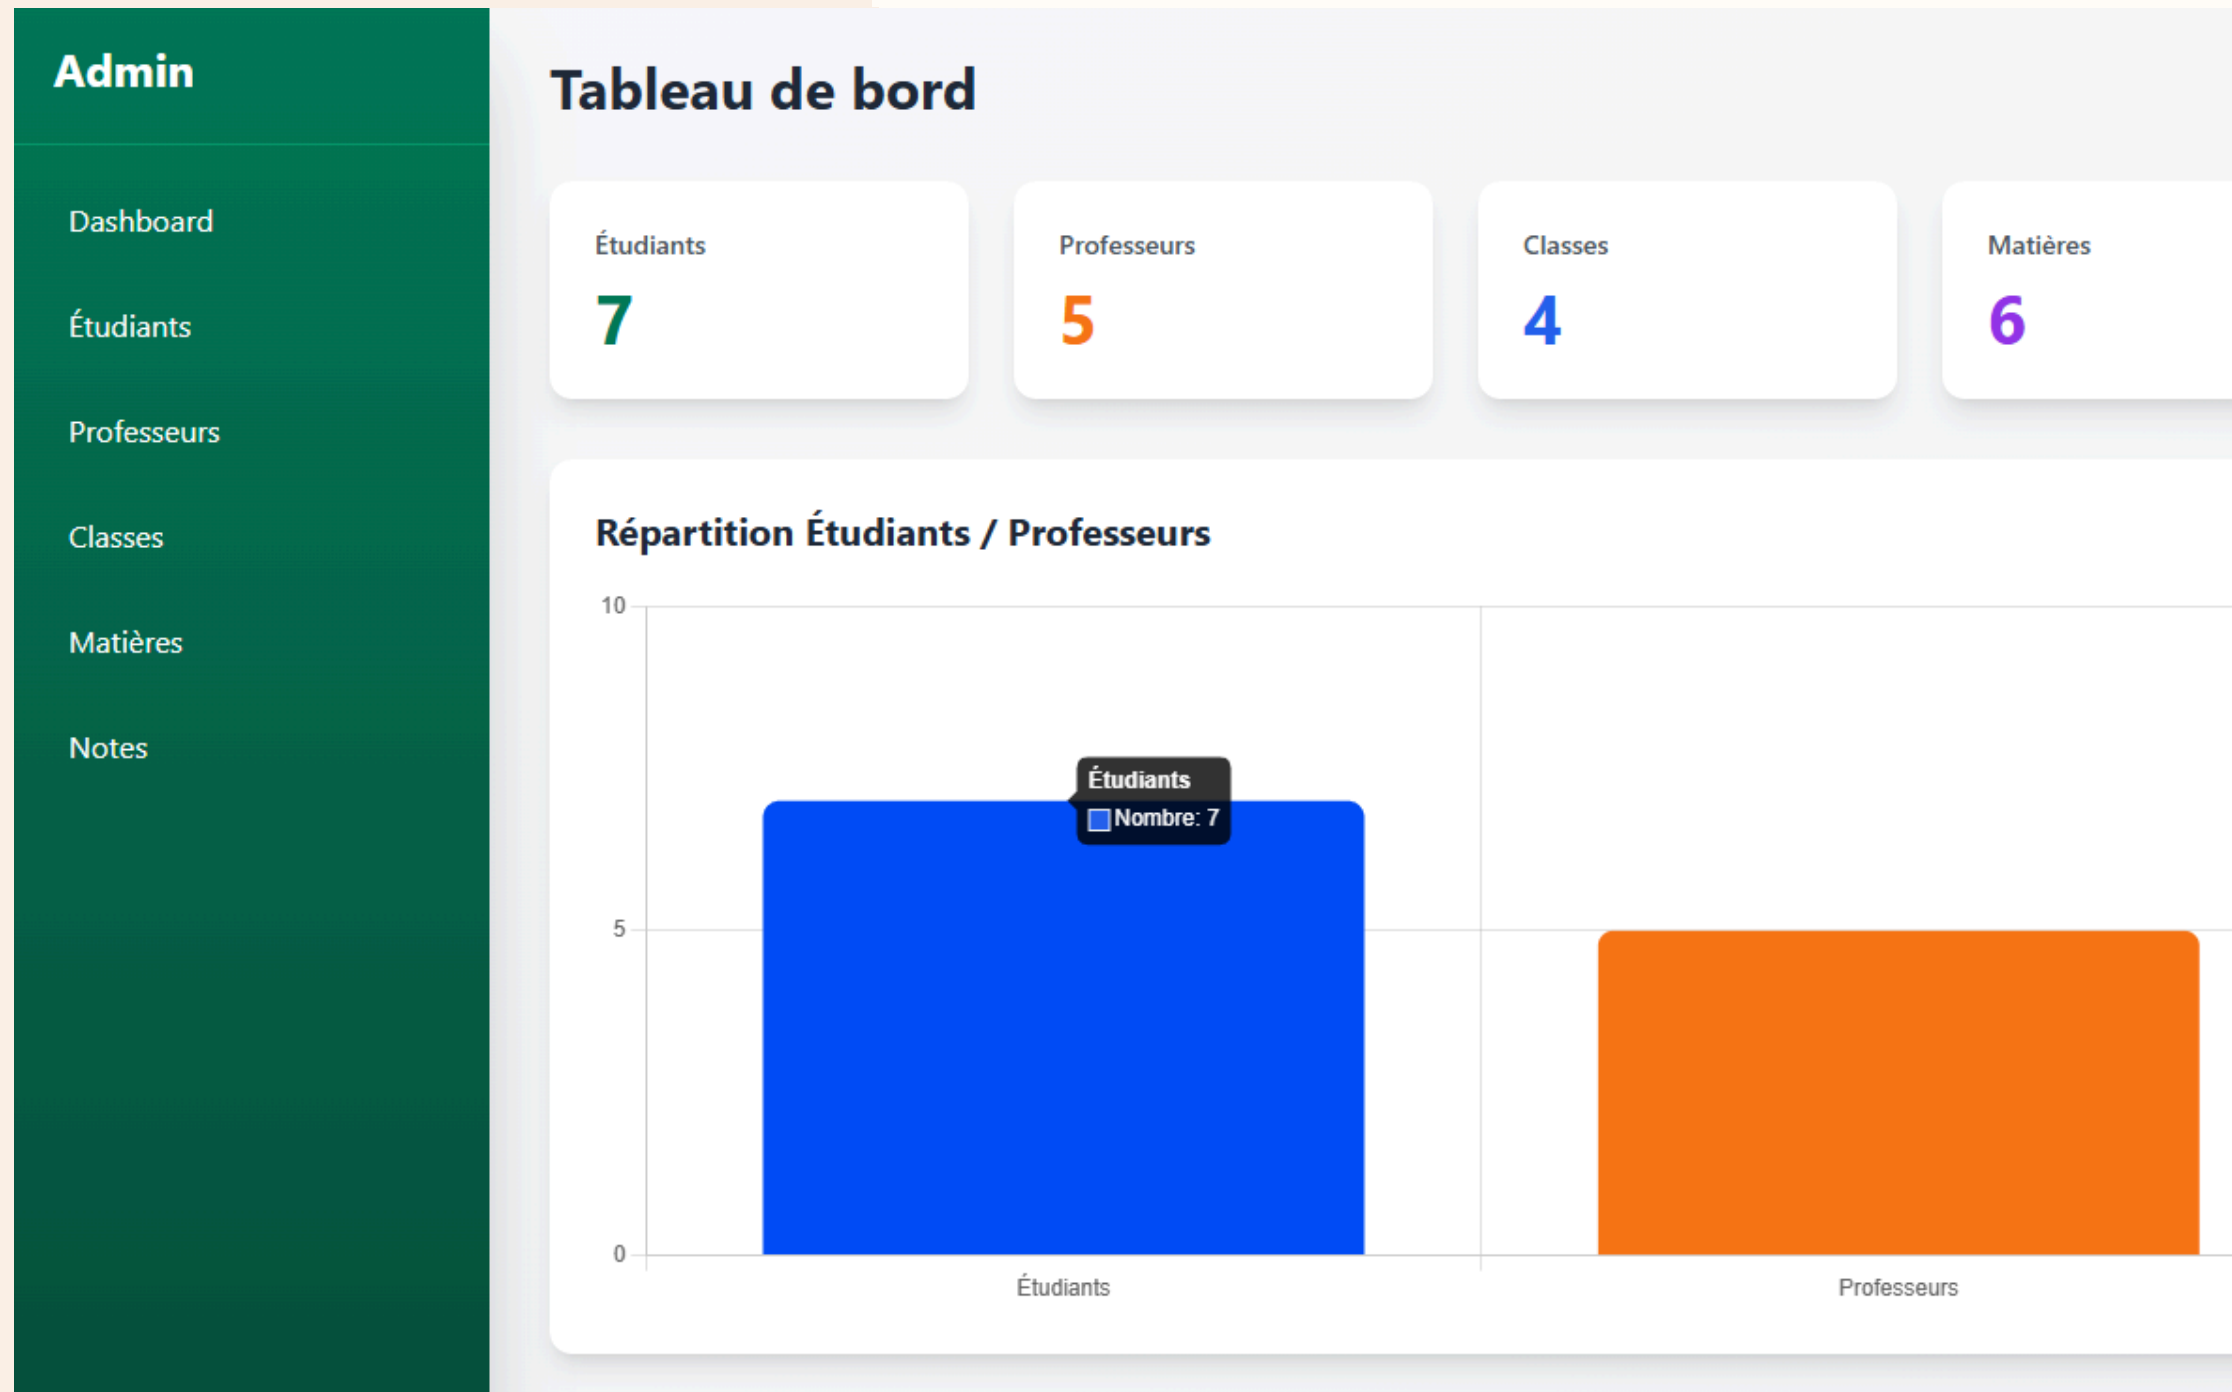 Admin
Dashboard
Étudiants
Professeurs
Classes
Matières
Notes
Tableau de bord
Étudiants
7
Professeurs
5
Classes
4
Matières
6
Répartition Étudiants / Professeurs
10
5
0
Étudiants
Nombre: 7
Étudiants
Professeurs